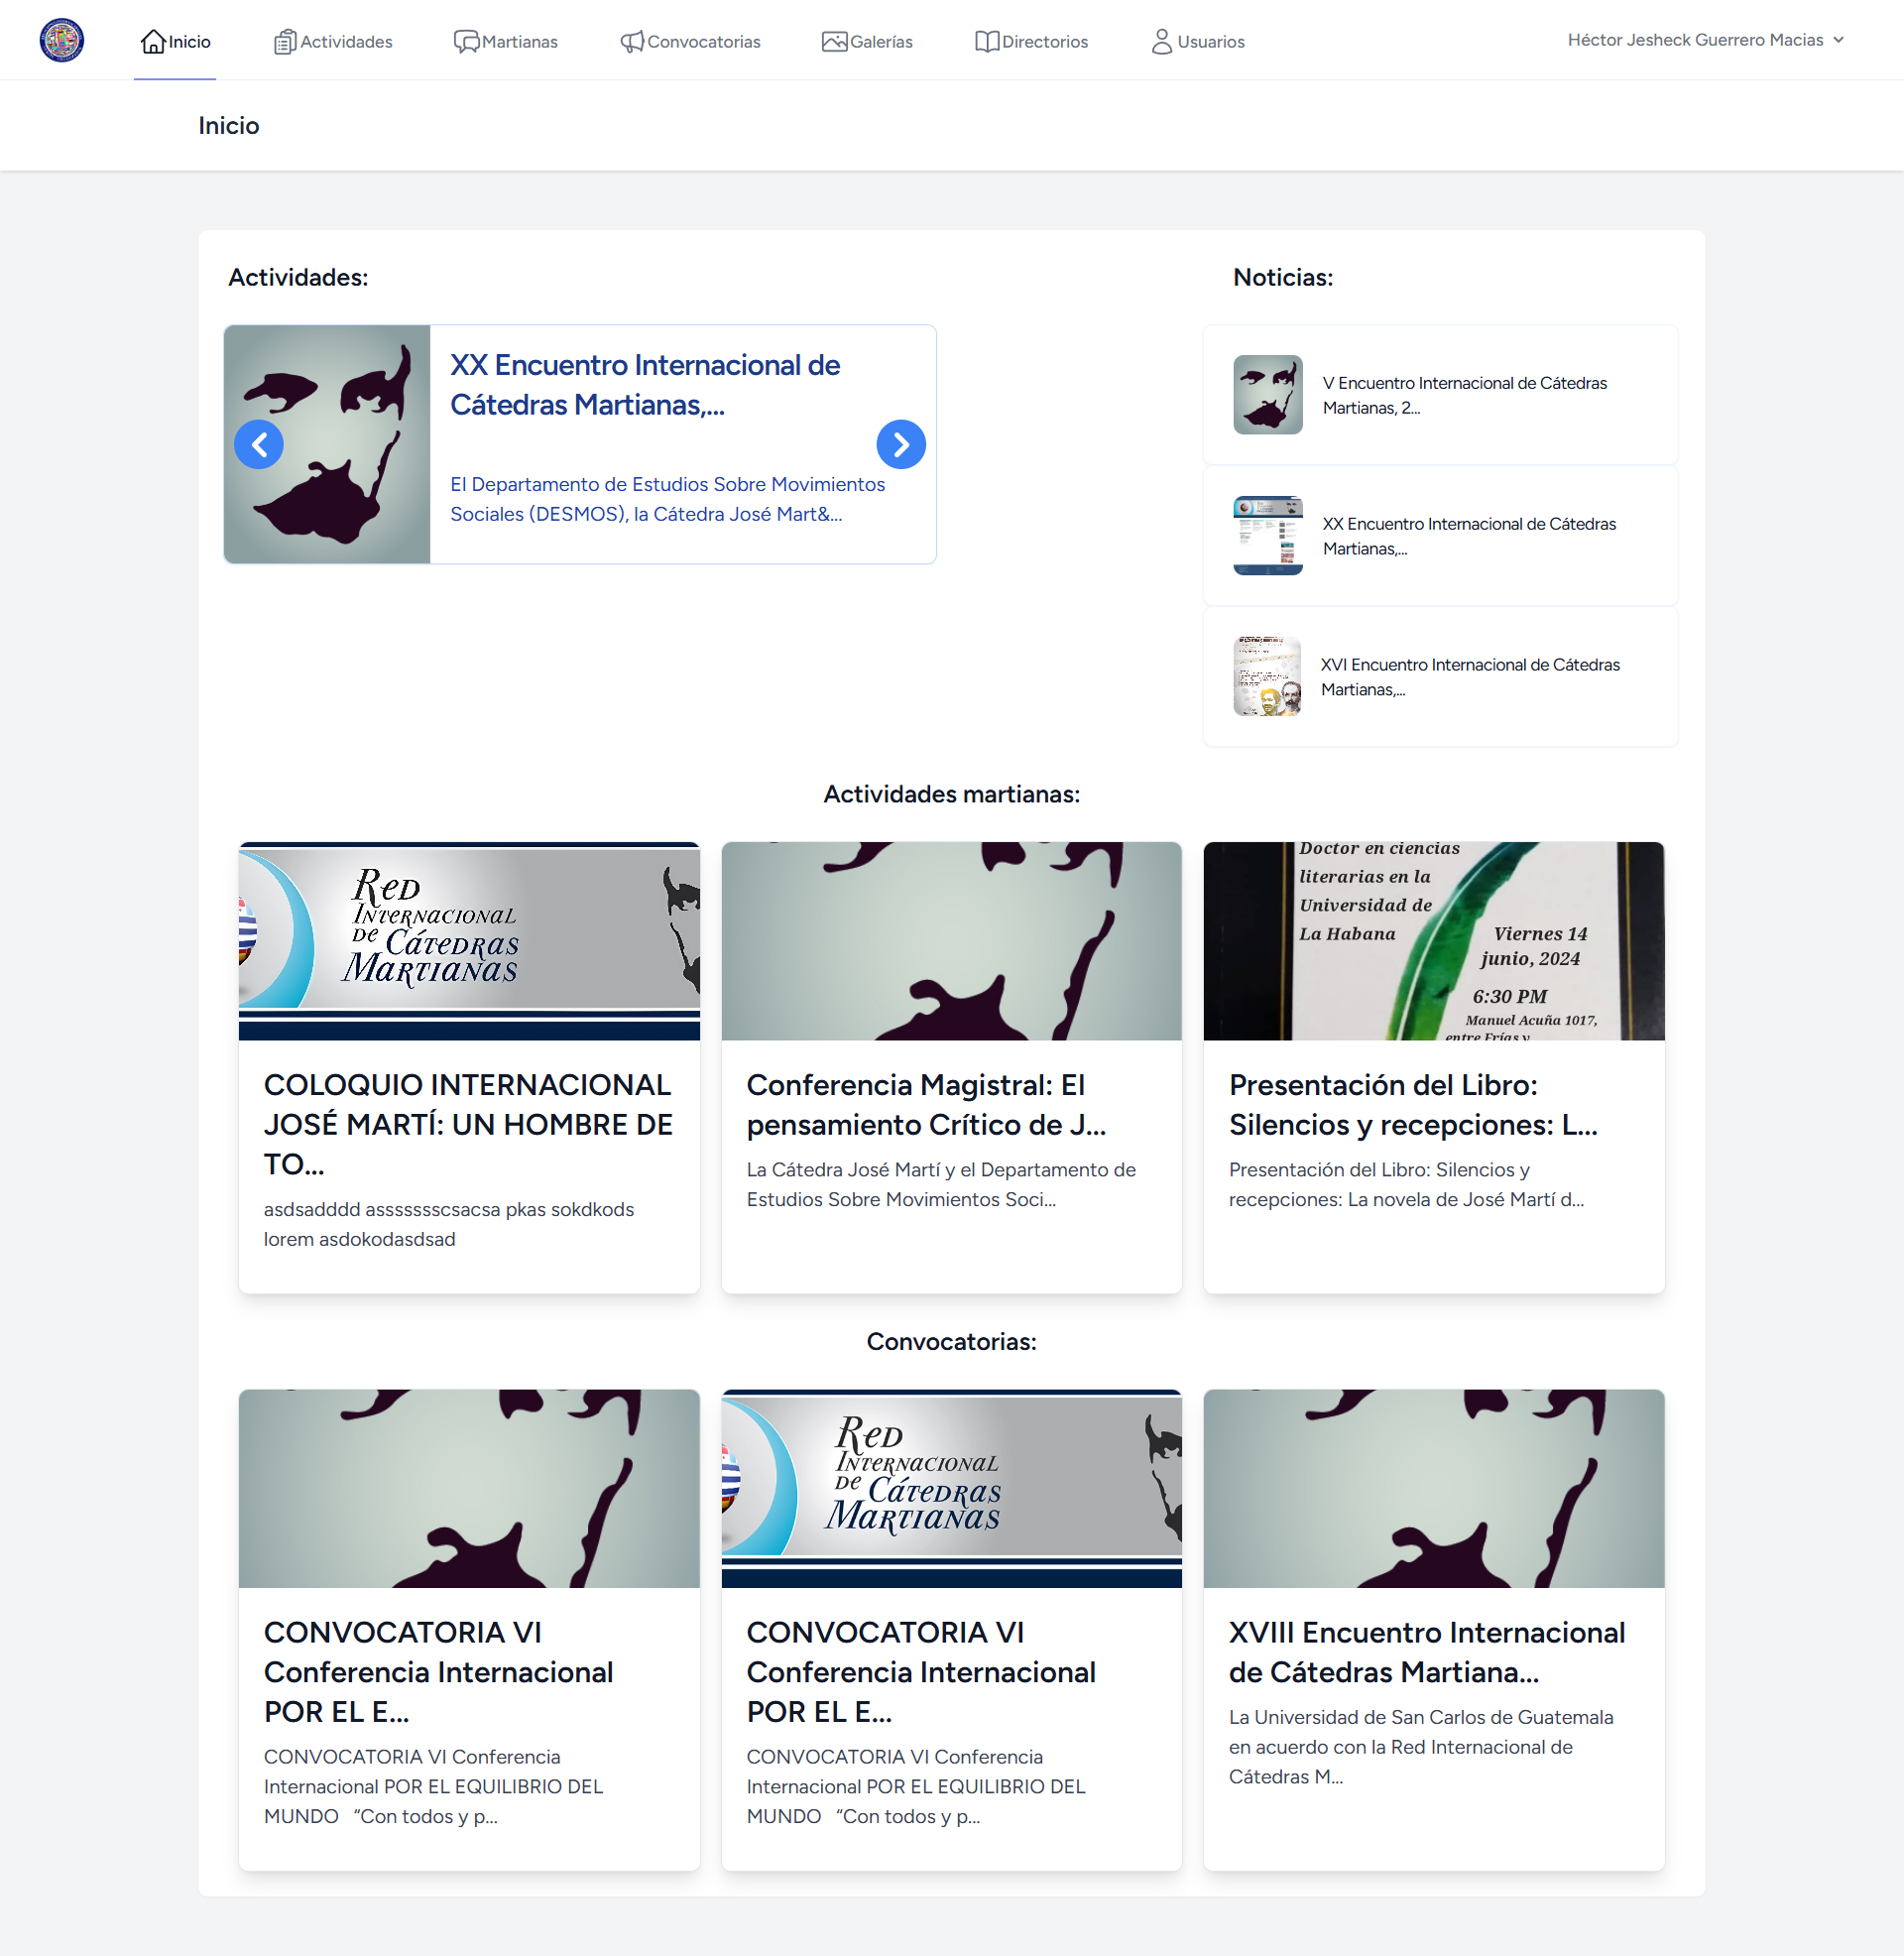 Inicio
Actividades
Martianas
Convocatorias
Galerías
Directorios
Usuarios
Héctor Jesheck Guerrero Macias
Inicio
Actividades:
XX Encuentro Internacional de
Cátedras Martianas,...
El Departamento de Estudios Sobre Movimientos
Sociales (DESMOS), la Cátedra José Mart&...
Noticias:
V Encuentro Internacional de Cátedras
Martianas, 2...
XX Encuentro Internacional de Cátedras
Martianas,...
XVI Encuentro Internacional de Cátedras
Martianas,...
Actividades martianas:
Red
Internacional
de Cátedras
Martianas
COLOQUIO INTERNACIONAL
JOSÉ MARTÍ: UN HOMBRE DE
TO...
asdsadddd assssssscsacsa pkas sokdkods
lorem asdokodasdsad
Conferencia Magistral: El
pensamiento Crítico de J...
La Cátedra José Martí y el Departamento de
Estudios Sobre Movimientos Soci...
Doctor en ciencias
literarias en la
Universidad de
La Habana
Viernes 14
junio, 2024
6:30 PM
Manuel Acuña 1017,
entre Frías y
Presentación del Libro:
Silencios y recepciones: L...
Presentación del Libro: Silencios y
recepciones: La novela de José Martí d...
Convocatorias:
CONVOCATORIA VI
Conferencia Internacional
POR EL E...
CONVOCATORIA VI Conferencia
Internacional POR EL EQUILIBRIO DEL
MUNDO “Con todos y p...
Red
Internacional
de Cátedras
Martianas
CONVOCATORIA VI
Conferencia Internacional
POR EL E...
CONVOCATORIA VI Conferencia
Internacional POR EL EQUILIBRIO DEL
MUNDO “Con todos y p...
XVIII Encuentro Internacional
de Cátedras Martiana...
La Universidad de San Carlos de Guatemala
en acuerdo con la Red Internacional de
Cátedras M...